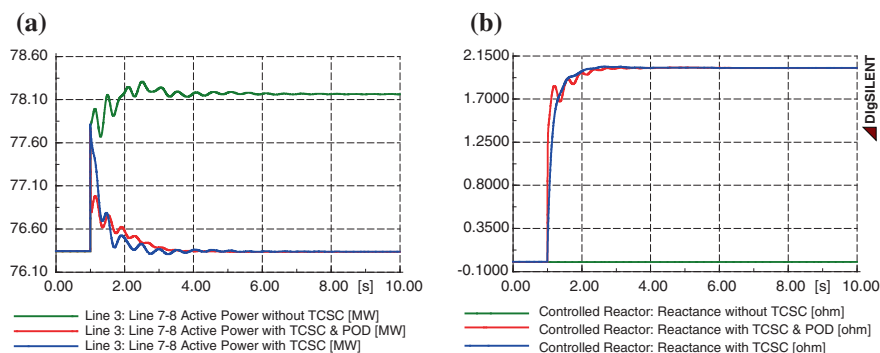 (a)
78.60
78.10
77.60
77.10
76.60
76.10
0.00 2.00 4.00 6.00 [s] 8.00 10.00
Line 3: Line 7-8 Active Power without TCSC [MW]
Line 3: Line 7-8 Active Power with TCSC & POD [MW]
Line 3: Line 7-8 Active Power with TCSC [MW]
(b)
2.1500
1.7000
1.2500
0.8000
0.3500
-0.1000
0.00 2.00 4.00 6.00 [s] 8.00 10.00
Controlled Reactor: Reactance without TCSC [ohm]
Controlled Reactor: Reactance with TCSC & POD [ohm]
Controlled Reactor: Reactance with TCSC [ohm]
DIgSILENT